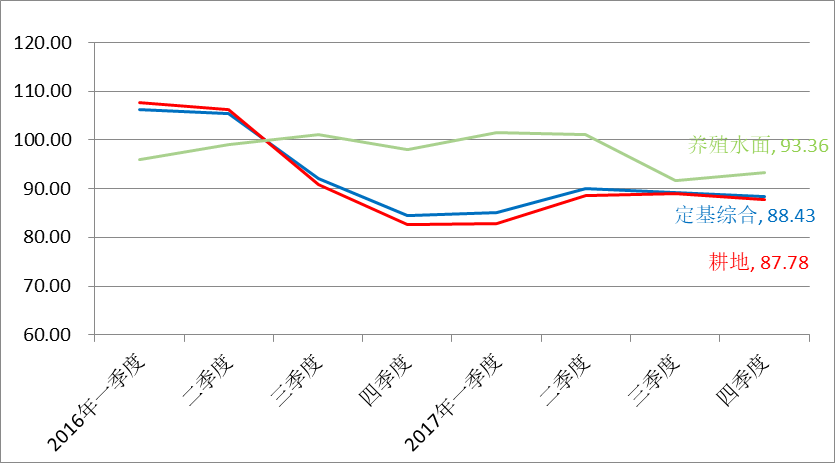 120.00
110.00
100.00
90.00
80.00
70.00
60.00
养殖水面, 93.36
定基综合, 88.43
耕地, 87.78
2016年一季度
二季度
三季度
四季度
2017年一季度
二季度
三季度
四季度